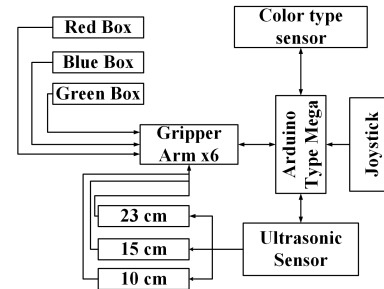 Red Box
Blue Box
Green Box
Color type
sensor
Gripper
Arm x6
Arduino
Type Mega
Joystick
23 cm
15 cm
10 cm
Ultrasonic
Sensor